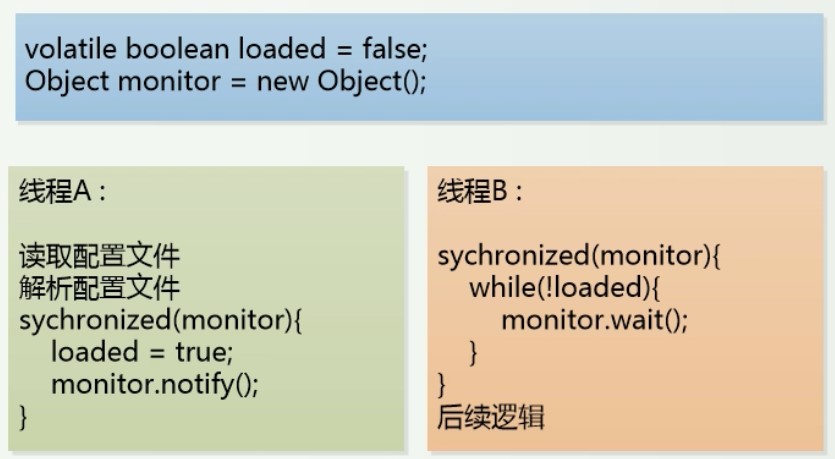 volatile boolean loaded = false;
Object monitor = new Object();
线程A：
读取配置文件
解析配置文件
sychronized(monitor){
loaded = true;
monitor.notify();
}
线程B：
sychronized(monitor){
while(!loaded){
monitor.wait();
}
}
后续逻辑